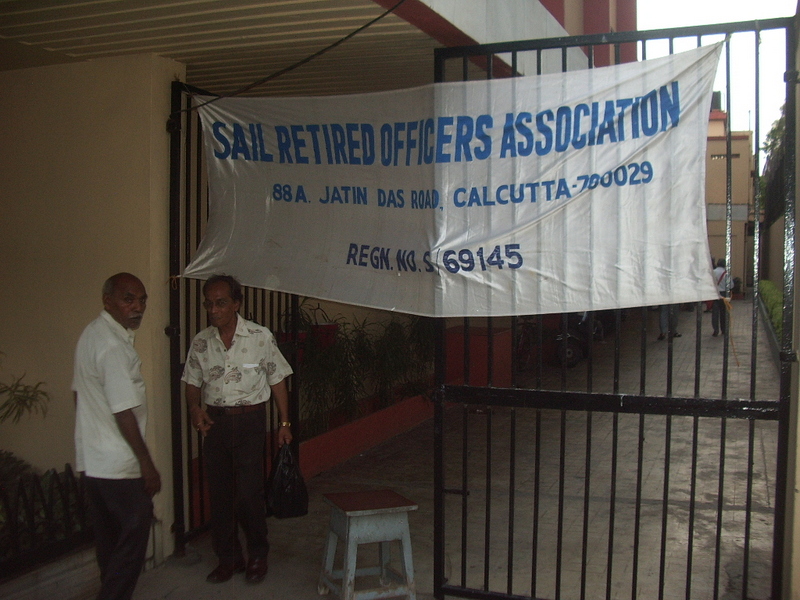 SAIL RETIRED OFFICERS ASSOCIATION
88A. JATIN DAS ROAD, CALCUTTA-700029
REGN. NO. S/69145